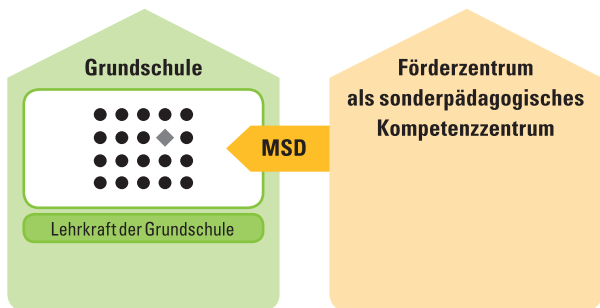 Grundschule
Lehrkraft der Grundschule
MSD
Förderzentrum
als sonderpädagogisches
Kompetenzzentrum